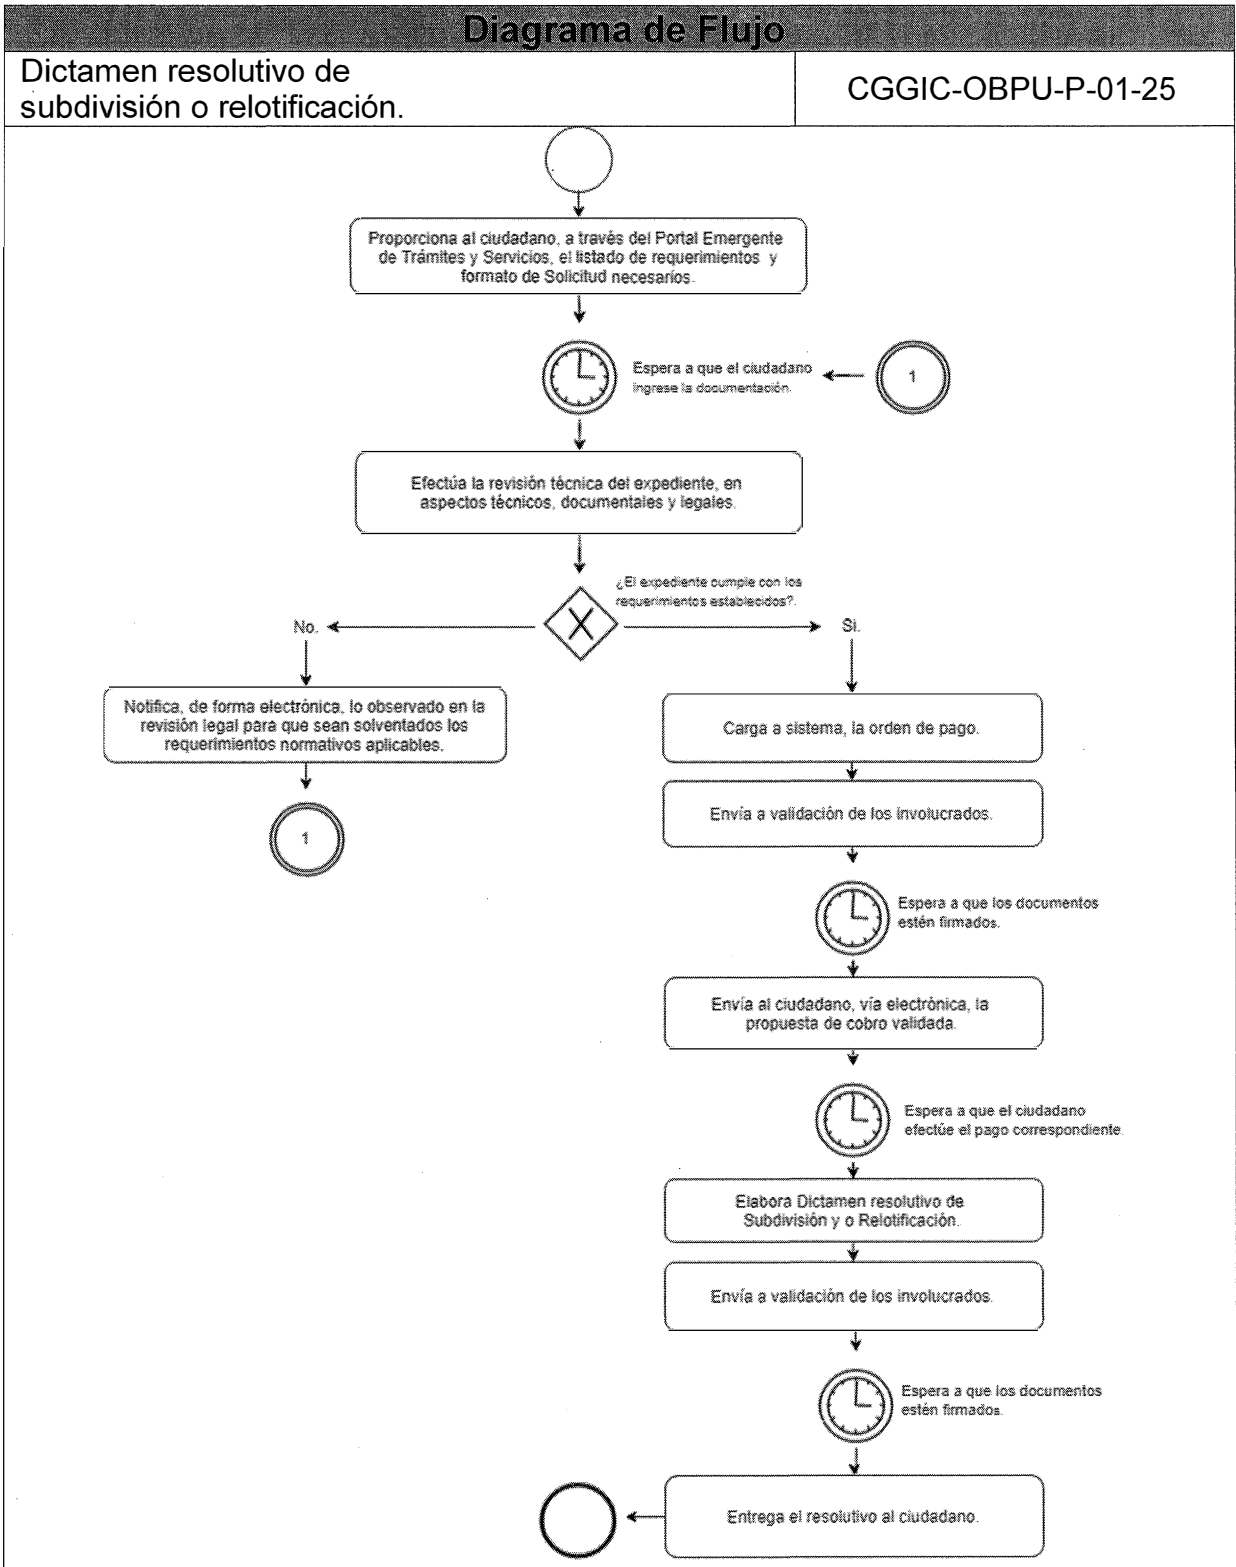 Diagrama de Flujo
Dictamen resolutivo de
subdivisión o relotificación.
CGGIC-OBPU-P-01-25
Proporciona al ciudadano, a través del Portal Emergente
de Trámites y Servicios, el listado de requerimientos y
formato de Solicitud necesarios.
Espera a que el ciudadano
ingrese la documentación.
1
Efectúa la revisión técnica del expediente, en
aspectos técnicos, documentales y legales.
¿El expediente cumple con los
requerimientos establecidos?.
No.
Si.
Notifica, de forma electrónica, lo observado en la
revisión legal para que sean solventados los
requerimientos normativos aplicables.
1
Carga a sistema, la orden de pago.
Envía a validación de los involucrados.
Espera a que los documentos
estén firmados.
Envía al ciudadano, vía electrónica, la
propuesta de cobro validada.
Espera a que el ciudadano
efectúe el pago correspondiente.
Elabora Dictamen resolutivo de
Subdivisión y o Relotificación.
Envía a validación de los involucrados.
Espera a que los documentos
estén firmados.
Entrega el resolutivo al ciudadano.